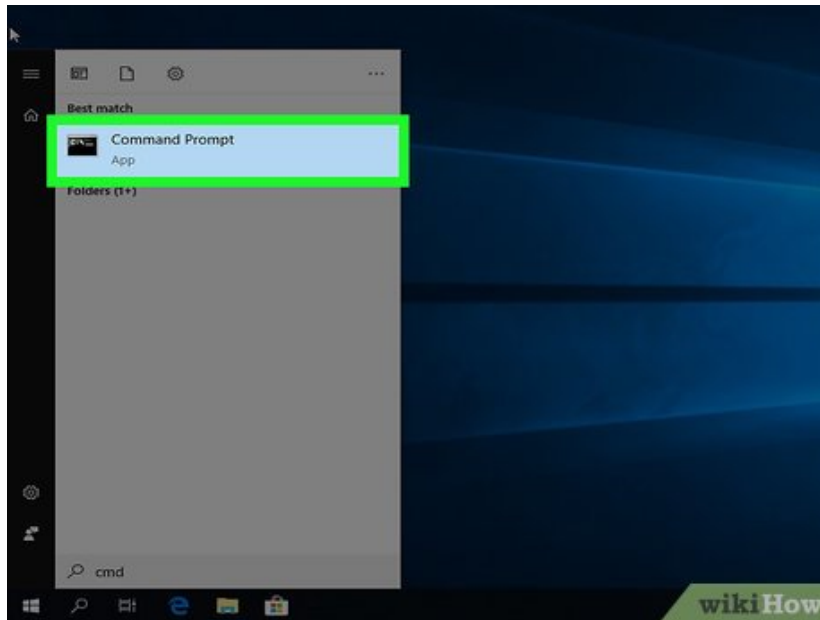 Best match
Command Prompt
App
Folders (1+)
cmd
wikiHow